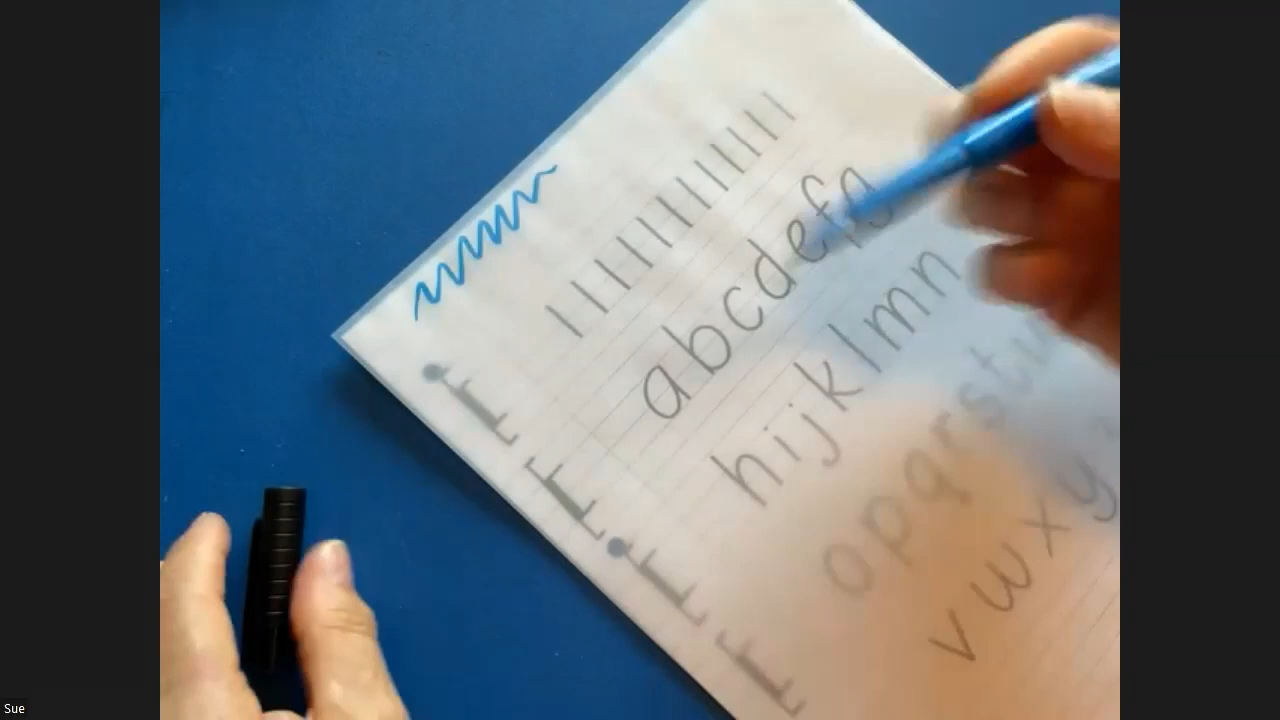 abcdefg
hijklmn
opqrstu
vwxyz
Sue